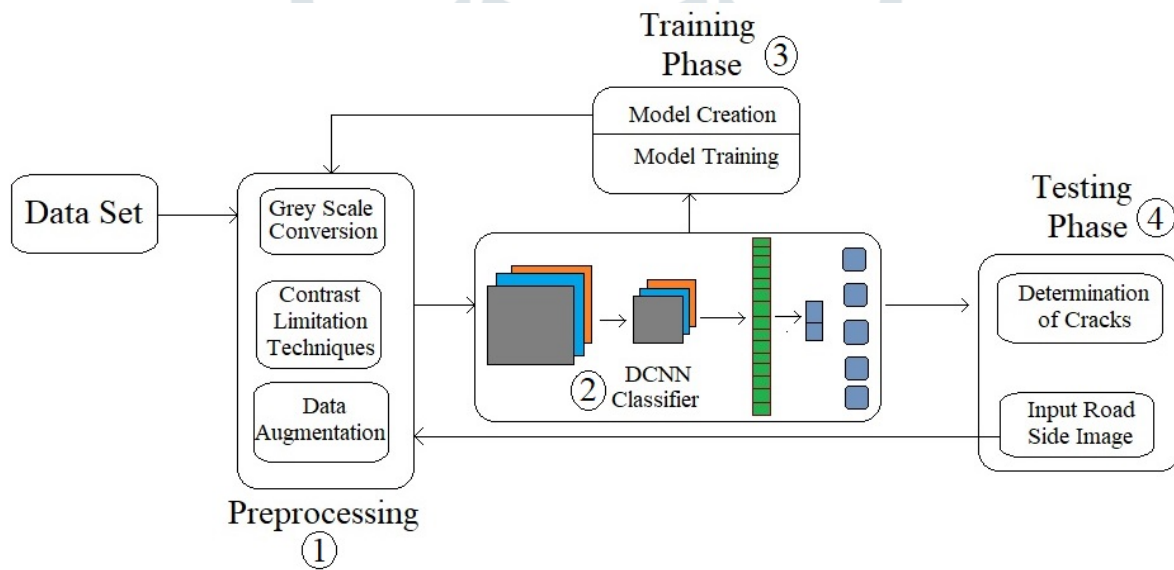 Training
Phase
3
Model Creation
Model Training
Data Set
Grey Scale
Conversion
Contrast
Limitation
Techniques
Data
Augmentation
Preprocessing
1
2
DCNN
Classifier
Testing
Phase
4
Determination
of Cracks
Input Road
Side Image